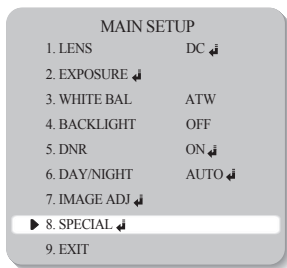 MAIN SETUP
1. LENS DC ↲
2. EXPOSURE ↲
3. WHITE BAL ATW
4. BACKLIGHT OFF
5. DNR ON ↲
6. DAY/NIGHT AUTO ↲
7. IMAGE ADJ ↲
▶ 8. SPECIAL ↲
9. EXIT